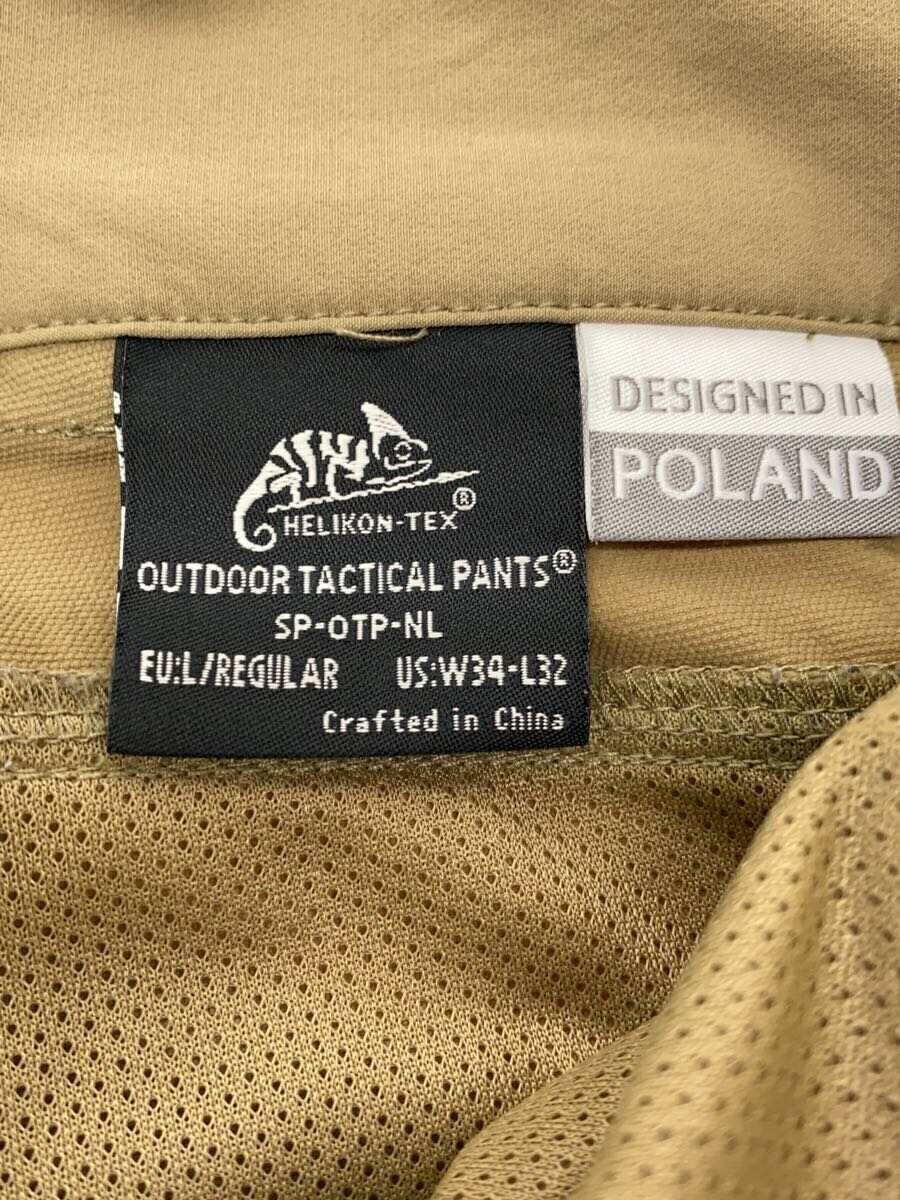 HELIKON-TEX®
OUTDOOR TACTICAL PANTS®
SP-OTP-NL
EU:L/REGULAR US:W34-L32
Crafted in China
DESIGNED IN
POLAND